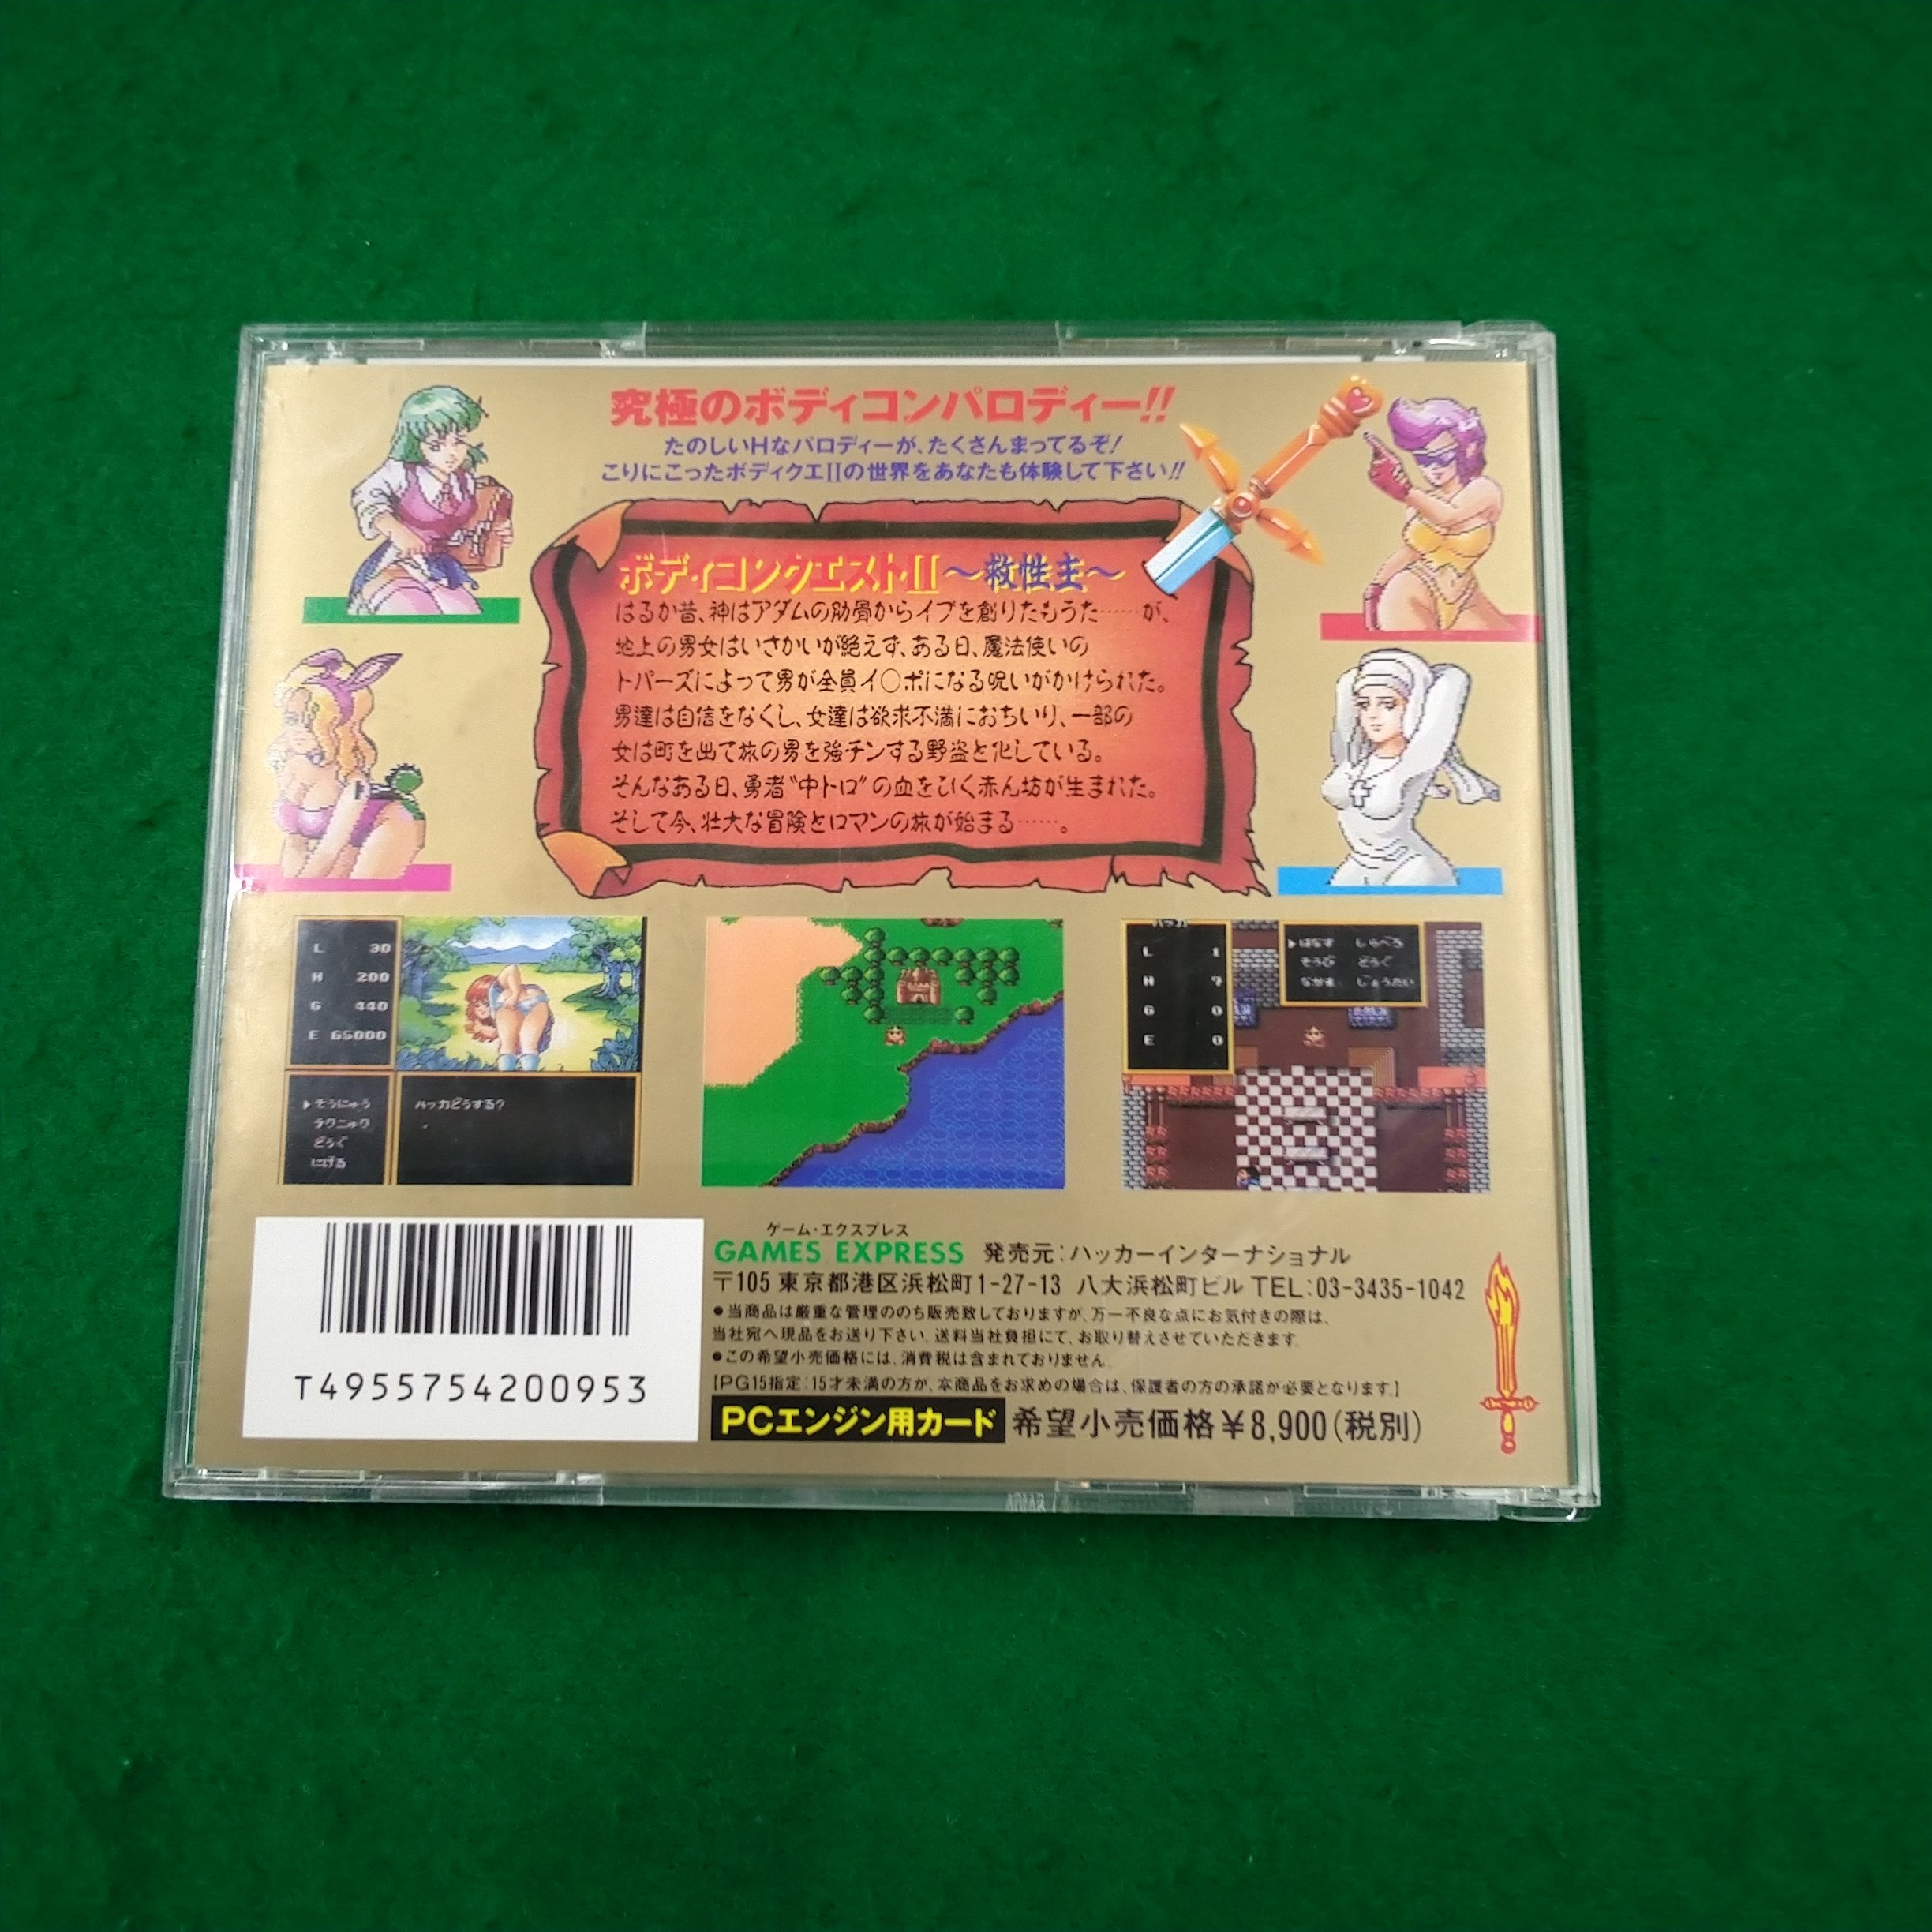 究極のボディコンパロディー!!
たのしいHなパロディーが、たくさんまってるぞ!
こりにこったボディクエIIの世界をあなたも体験して下さい!!
ボディコンクエストII～救性主～
はるか昔、神はアダムの肋骨からイブを創りたもうた……が、
地上の男女はいさかいが絶えず、ある日、魔法使いの
トパーズによって男が全員イ○ポになる呪いがかけられた。
男達は自信をなくし、女達は欲求不満におちいり、一部の
女は町を出て旅の男を強チンする野盗と化している。
そんなある日、勇者“中トロ”の血をひく赤ん坊が生まれた。
そして今、壮大な冒険とロマンの旅が始まる……。
L 30
H 200
G 440
E 65000
そうにゅう
テクニック
どうぐ
にげる
ハッカどうする?
L 1
H 7
G 0
E 0
はなす しらべる
そうび どうぐ
なかま じょうたい
T4955754200953
ゲーム・エクスプレス
GAMES EXPRESS 発売元:ハッカーインターナショナル
〒105 東京都港区浜松町1-27-13 八大浜松町ビル TEL:03-3435-1042
●当商品は厳重な管理ののち販売致しておりますが、万一不良な点にお気付きの際は、
当社宛へ現品をお送り下さい。送料当社負担にて、お取り替えさせていただきます。
●この希望小売価格には、消費税は含まれておりません。
[PG15指定:15才未満の方が、本商品をお求めの場合は、保護者の方の承諾が必要となります。]
PCエンジン用カード 希望小売価格￥8,900(税別)